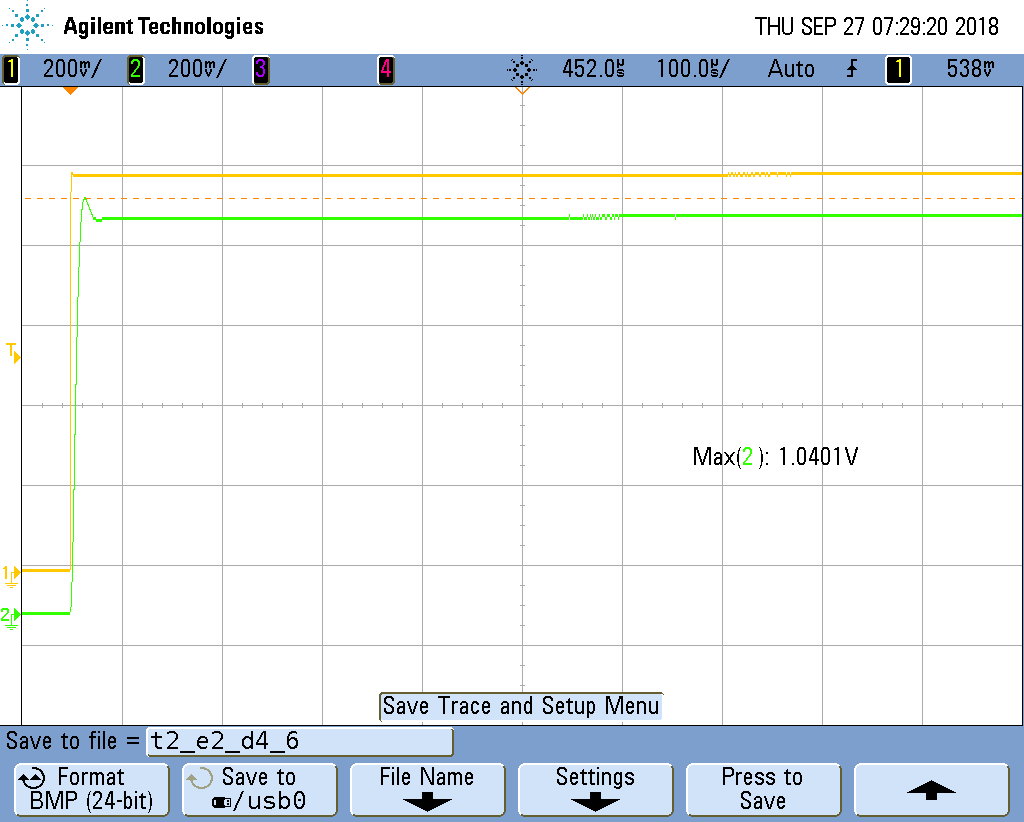 Agilent Technologies THU SEP 27 07:29:20 2018
1 200mV/ 2 200mV/ 3 4 452.0µs 100.0µs/ Auto 1 538mV
T
Max(2): 1.0401V
1
2
Save Trace and Setup Menu
Save to file = t2_e2_d4_6
Format Save to File Name Settings Press to
BMP (24-bit) /usb0 Save